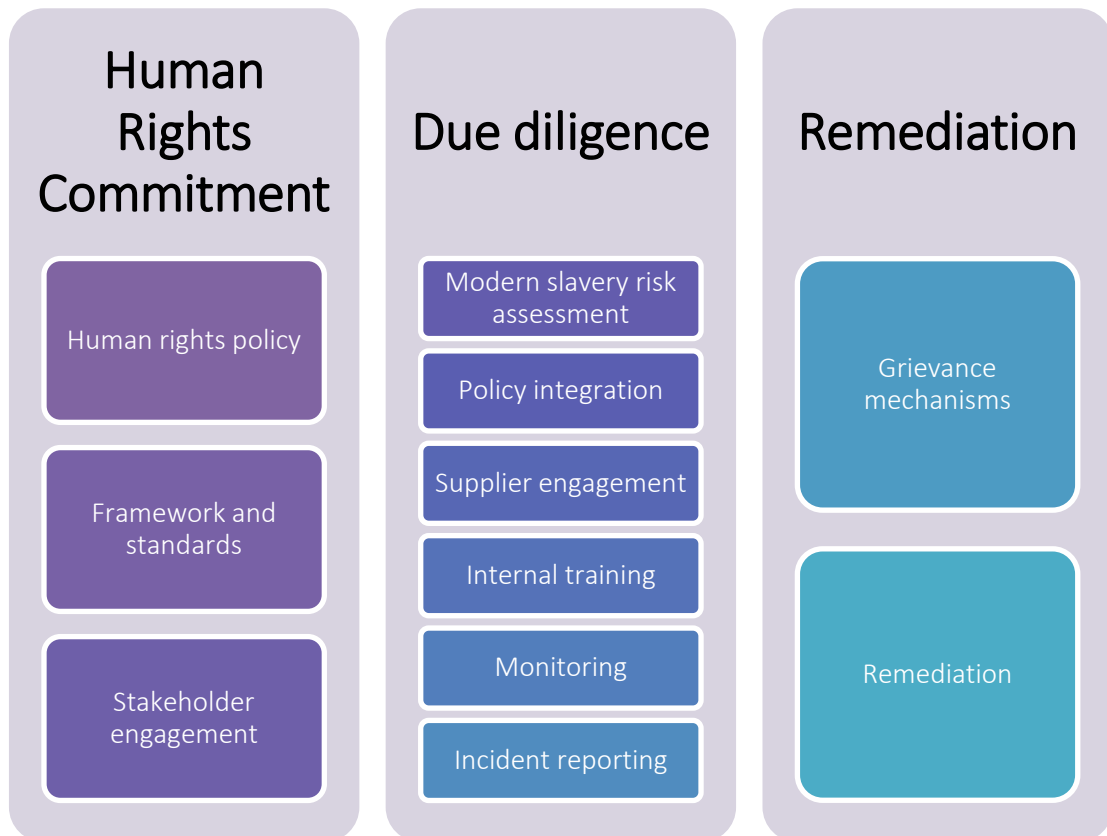 Human
Rights
Commitment
Human rights policy
Framework and
standards
Stakeholder
engagement
Due diligence
Modern slavery risk
assessment
Policy integration
Supplier engagement
Internal training
Monitoring
Incident reporting
Remediation
Grievance
mechanisms
Remediation